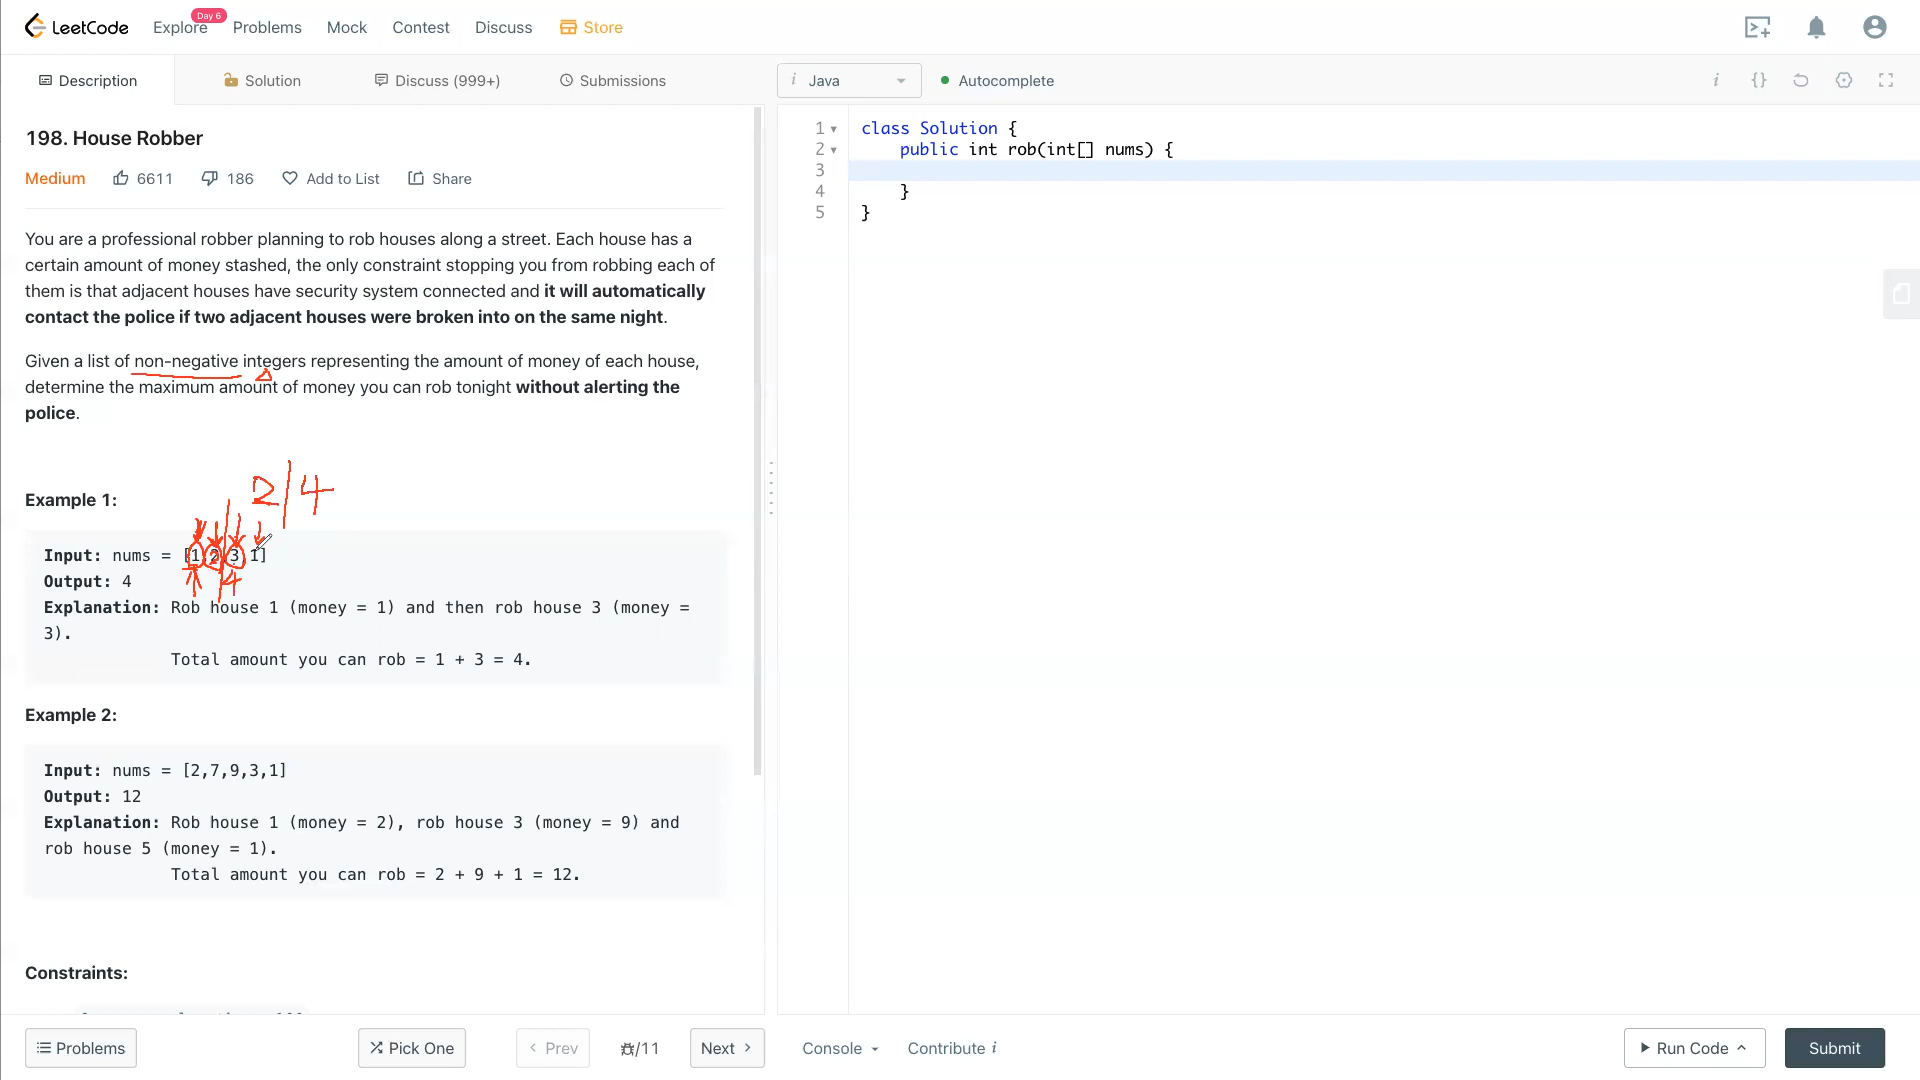 LeetCode Explore Day 6 Problems Mock Contest Discuss Store
Description Solution Discuss (999+) Submissions i Java Autocomplete i {}
198. House Robber
Medium 6611 186 Add to List Share
You are a professional robber planning to rob houses along a street. Each house has a
certain amount of money stashed, the only constraint stopping you from robbing each of
them is that adjacent houses have security system connected and it will automatically
contact the police if two adjacent houses were broken into on the same night.
Given a list of non-negative integers representing the amount of money of each house,
determine the maximum amount of money you can rob tonight without alerting the
police.
2/4
Example 1:
Input: nums = [1,2,3,1]
4
Output: 4
Explanation: Rob house 1 (money = 1) and then rob house 3 (money =
3).
Total amount you can rob = 1 + 3 = 4.
Example 2:
Input: nums = [2,7,9,3,1]
Output: 12
Explanation: Rob house 1 (money = 2), rob house 3 (money = 9) and
rob house 5 (money = 1).
Total amount you can rob = 2 + 9 + 1 = 12.
Constraints:
1 class Solution {
2 public int rob(int[] nums) {
3
4 }
5 }
Problems Pick One Prev /11 Next Console Contribute i Run Code Submit